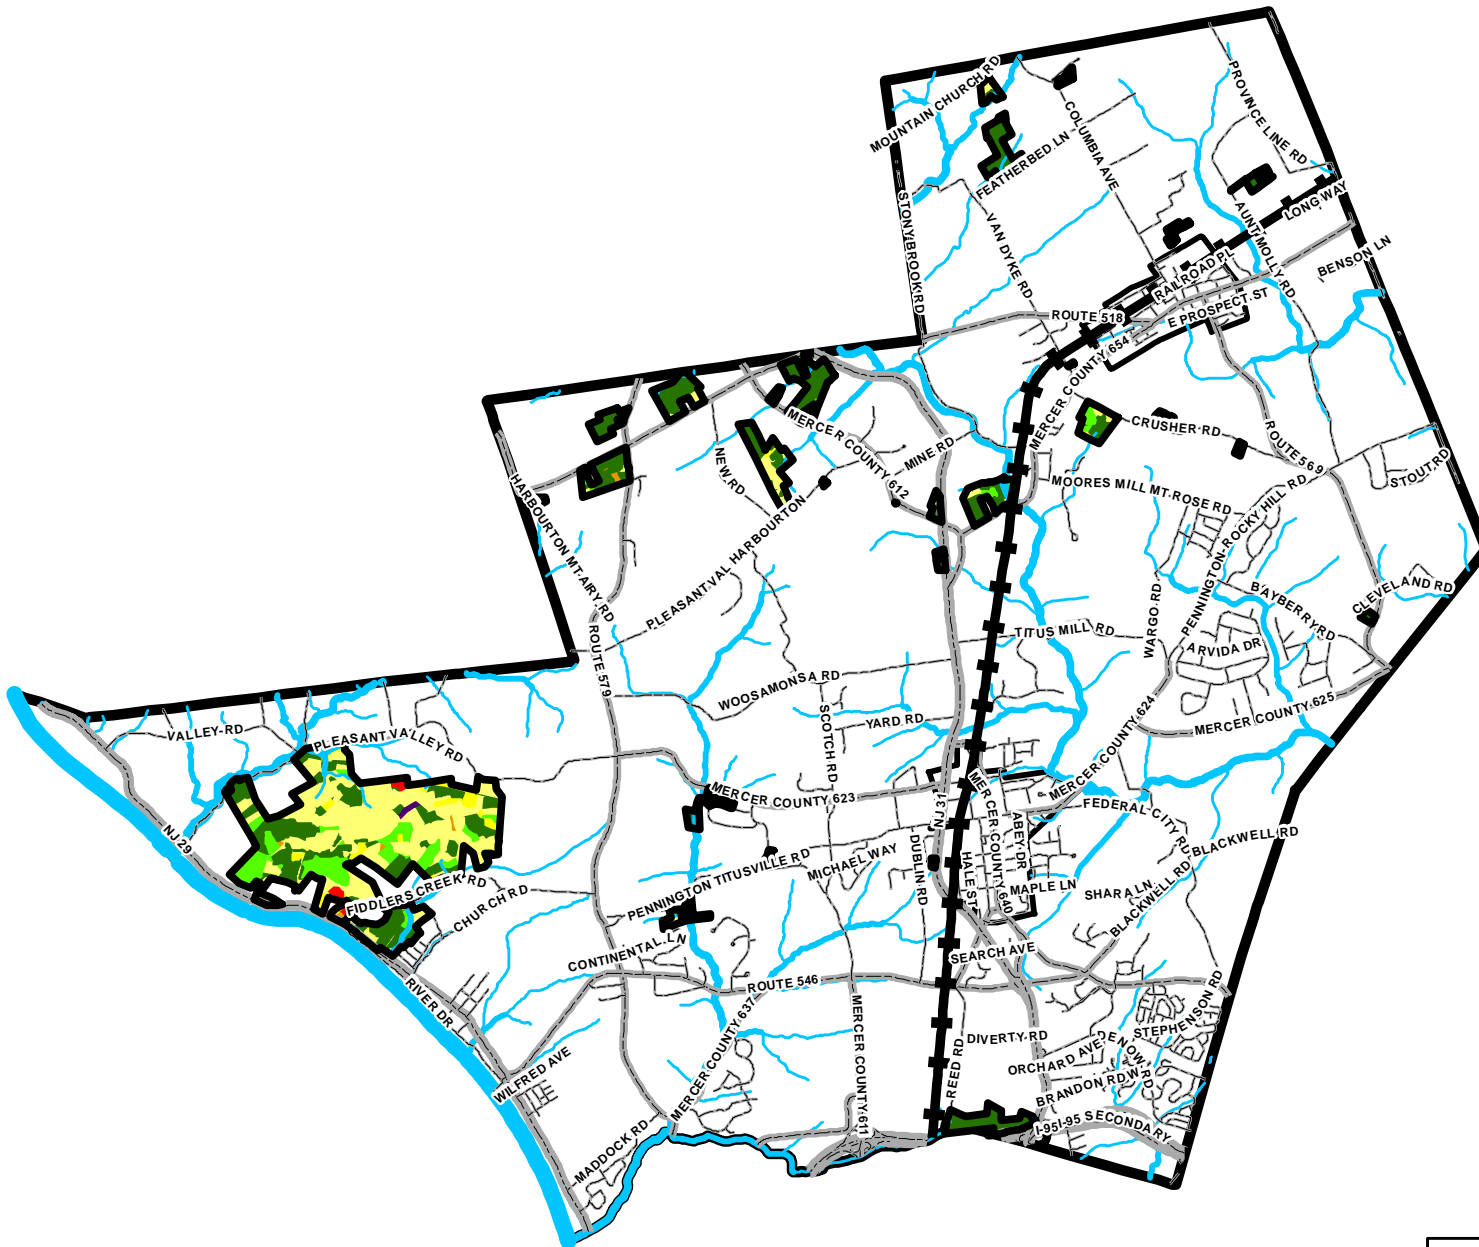 MOUNTAIN CHURCH RD
PROVINCE LINE RD
COLUMBIA AVE
FEATHERBED LN
STONYBROOK RD
VAN DYKE RD
LONG WAY
AUNT MOLLY RD
BENSON LN
RAILROAD PL
E PROSPECT ST
ROUTE 518
MERCER COUNTY 654
MERCER COUNTY 612
MINE RD
CRUSHER RD
ROUTE 569
STOUT RD
NEW RD
MOORES MILL MT ROSE RD
HARBOURTON MT AIRY RD
PLEASANT VAL HARBOURTON
PENNINGTON-ROCKY HILL RD
WARGO RD
BAYBERRY RD
CLEVELAND RD
TITUS MILL RD
ARVIDA DR
ROUTE 579
WOOSAMONSA RD
SCOTCH RD
YARD RD
MERCER COUNTY 624
MERCER COUNTY 625
VALLEY RD
PLEASANT VALLEY RD
MERCER COUNTY 623
NJ 31
MERCER COUNTY 640
ABEY DR
FEDERAL CITY RD
BLACKWELL RD
NJ 29
DUBLIN RD
HALE ST
MICHAEL WAY
PENNINGTON TITUSVILLE RD
MAPLE LN
SHARA LN
BLACKWELL RD
FIDDLERS CREEK RD
CHURCH RD
CONTINENTAL LN
SEARCH AVE
ROUTE 546
RIVER DR
MERCER COUNTY 637
MERCER COUNTY 611
REED RD
DIVERTY RD
DENOW RD
STEPHENSON RD
ORCHARD AVE
WILFRED AVE
BRANDON RD W
MADDOCK RD
I-95
I-95 SECONDARY